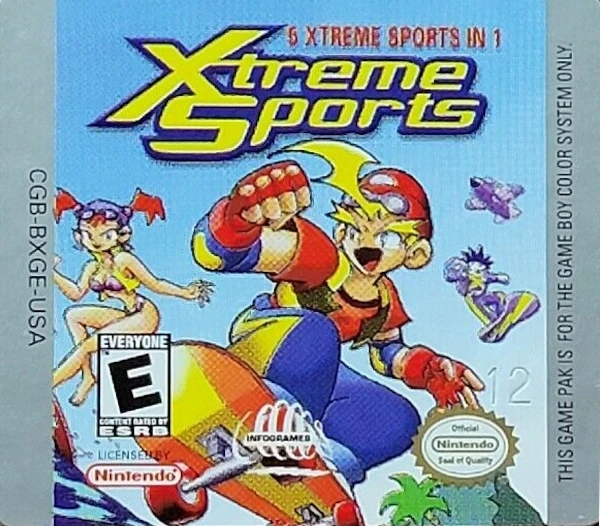 5 XTREME SPORTS IN 1
Xtreme
Sports
CGB-BXGE-USA
THIS GAME PAK IS FOR THE GAME BOY COLOR SYSTEM ONLY.
EVERYONE
E
CONTENT RATED BY
ESRB
LICENSED BY
Nintendo
INFOGRAMES
12
Official
Nintendo
Seal of Quality